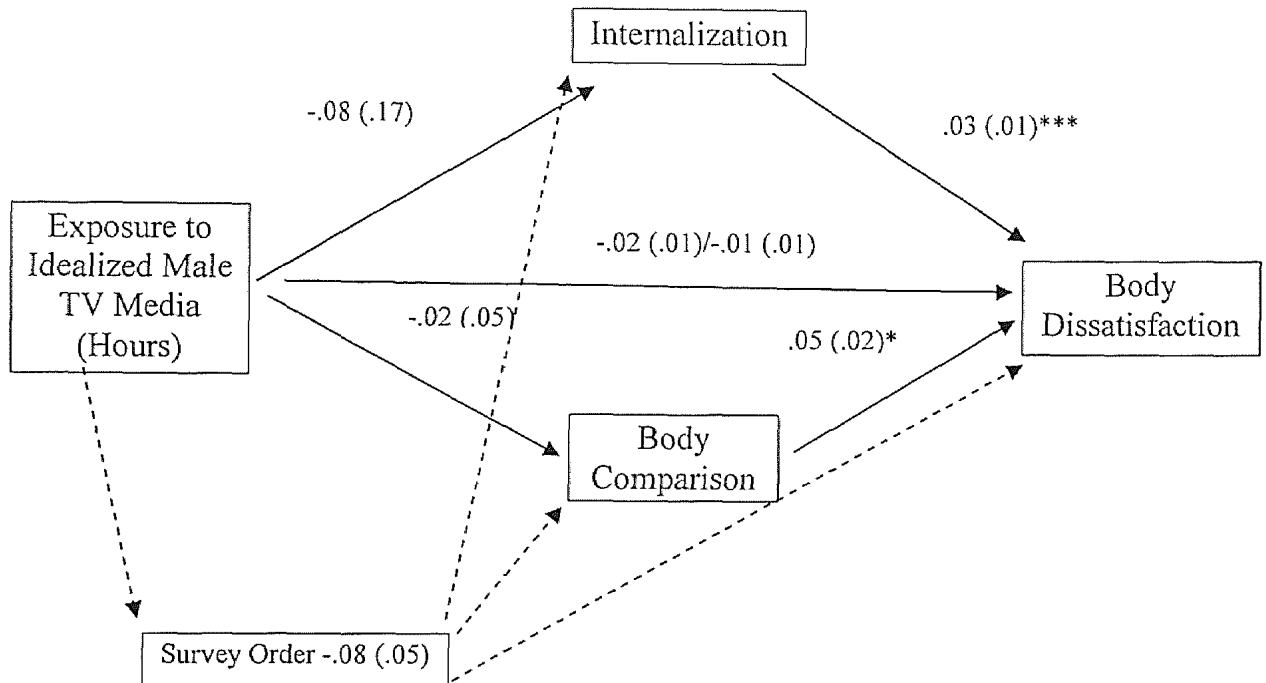 Internalization
-.08 (.17)
.03 (.01)***
Exposure to
Idealized Male
TV Media
(Hours)
-.02 (.01)/-.01 (.01)
Body
Dissatisfaction
-.02 (.05)
.05 (.02)*
Body
Comparison
Survey Order -.08 (.05)